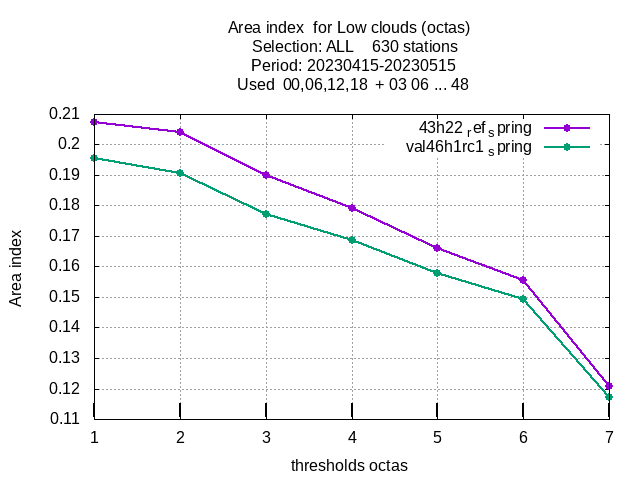 Area index  for Low clouds (octas)
Selection: ALL    630 stations
Period: 20230415-20230515
Used  00,06,12,18  + 03 06 ... 48
43h22 ref spring
val46h1rc1 spring
0.21
0.2
0.19
0.18
0.17
0.16
0.15
0.14
0.13
0.12
0.11
Area index
1 2 3 4 5 6 7
thresholds octas